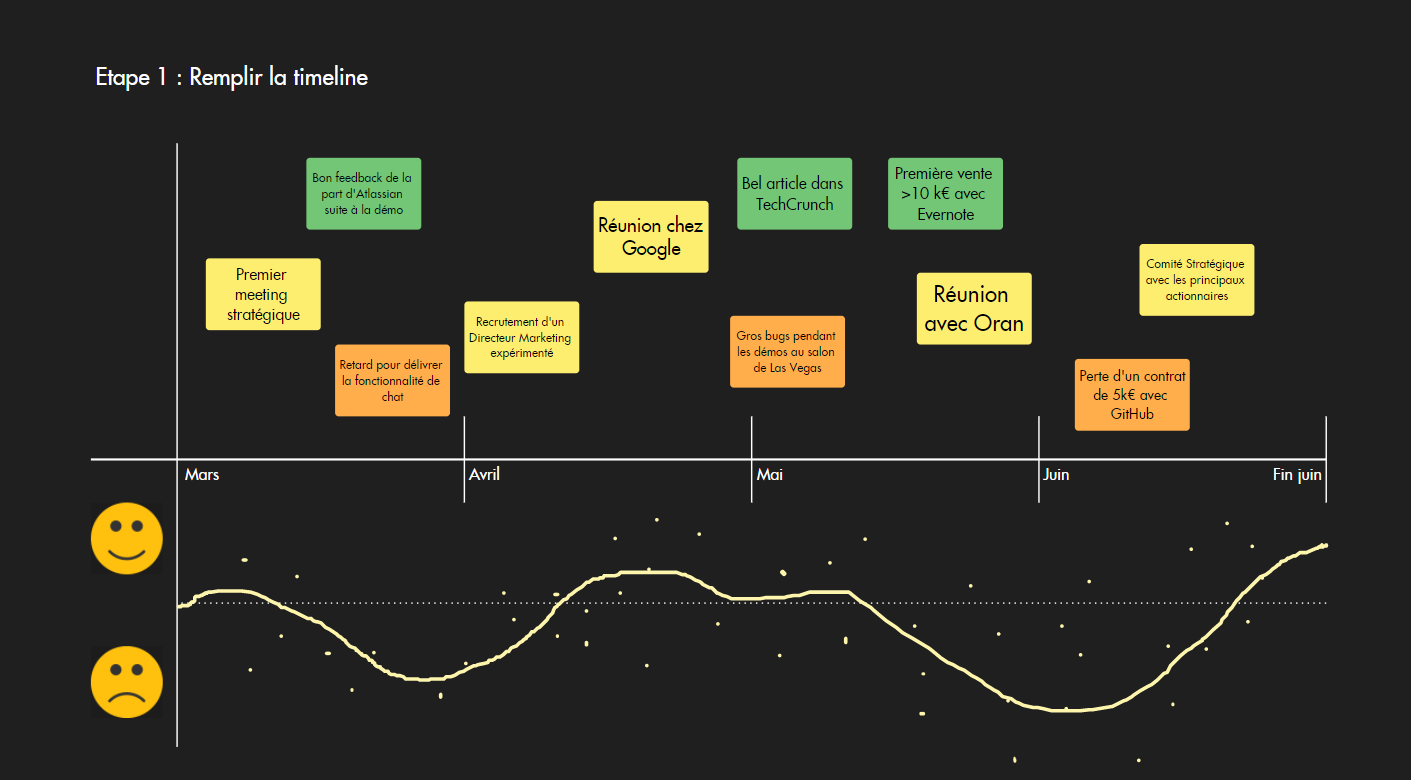 Etape 1 : Remplir la timeline
Bon feedback de la
part d'Atlassian
suite à la démo
Bel article dans
TechCrunch
Première vente
>10 k€ avec
Evernote
Réunion chez
Google
Premier
meeting
stratégique
Comité Stratégique
avec les principaux
actionnaires
Réunion
avec Oran
Recrutement d'un
Directeur Marketing
expérimenté
Gros bugs pendant
les démos au salon
de Las Vegas
Retard pour délivrer
la fonctionnalité de
chat
Perte d'un contrat
de 5k€ avec
GitHub
Mars
Avril
Mai
Juin
Fin juin